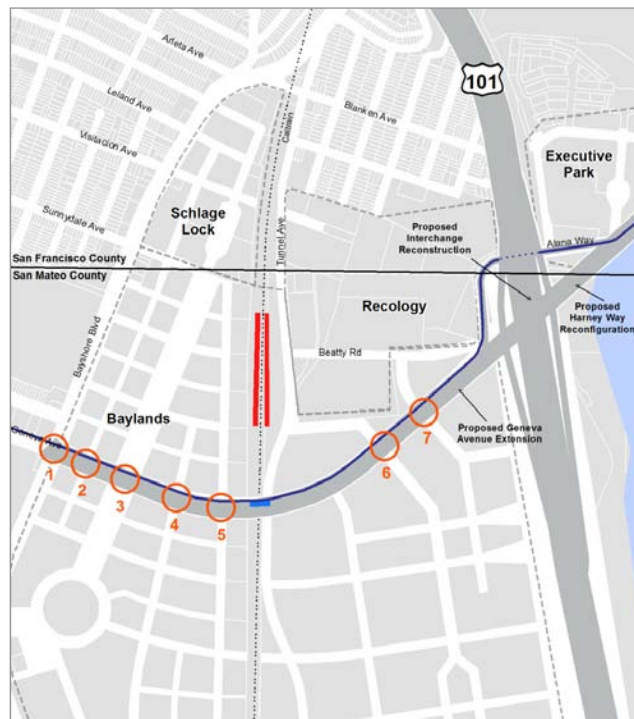 Arleta Ave
Leland Ave
Visitacion Ave
Sunnydale Ave
Blanken Ave
Caltrain
Tunnel Ave
101
Executive
Park
Schlage
Lock
Proposed
Interchange
Reconstruction
Alana Way
San Francisco County
San Mateo County
Recology
Proposed
Harney Way
Reconfiguration
Bayshore Blvd
Beatty Rd
Baylands
Proposed Geneva
Avenue Extension
Geneva Ave
1
2
3
4
5
6
7